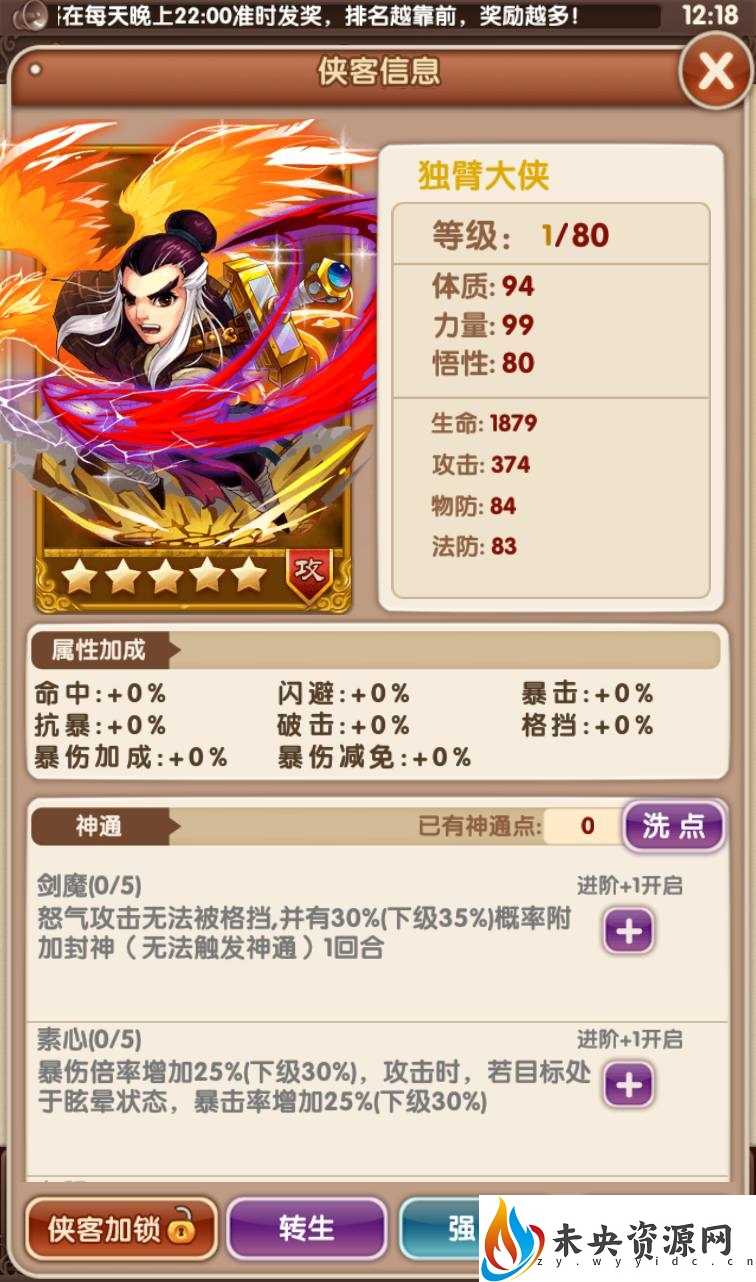 在每天晚上22:00准时发奖，排名越靠前，奖励越多！
12:18
侠客信息
独臂大侠
等级：1/80
体质: 94
力量: 99
悟性: 80
生命: 1879
攻击: 374
物防: 84
法防: 83
攻
属性加成
命中:+0% 闪避:+0% 暴击:+0%
抗暴:+0% 破击:+0% 格挡:+0%
暴伤加成:+0% 暴伤减免:+0%
神通 已有神通点: 0 洗点
剑魔(0/5) 进阶+1开启
怒气攻击无法被格挡,并有30%(下级35%)概率附
加封神（无法触发神通）1回合
素心(0/5) 进阶+1开启
暴伤倍率增加25%(下级30%)，攻击时，若目标处
于眩晕状态，暴击率增加25%(下级30%)
侠客加锁 转生 强
未央资源网
zy.wyyidc.cn